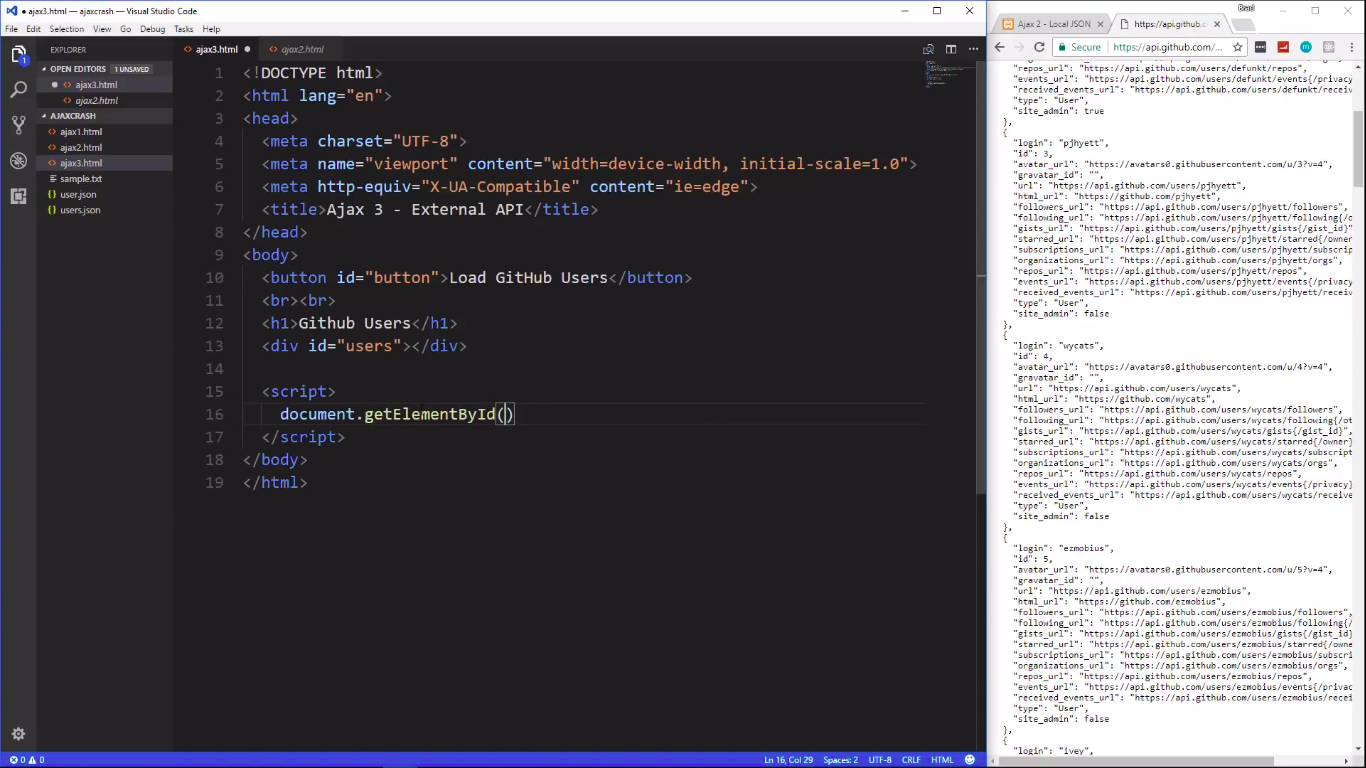 ajax3.html — ajaxcrash — Visual Studio Code
File Edit Selection View Go Debug Tasks Help
EXPLORER
OPEN EDITORS 1 UNSAVED
ajax3.html
ajax2.html
AJAXCRASH
ajax1.html
ajax2.html
ajax3.html
sample.txt
user.json
users.json
1
ajax3.html ajax2.html
1 <!DOCTYPE html>
2 <html lang="en">
3 <head>
4 <meta charset="UTF-8">
5 <meta name="viewport" content="width=device-width, initial-scale=1.0">
6 <meta http-equiv="X-UA-Compatible" content="ie=edge">
7 <title>Ajax 3 - External API</title>
8 </head>
9 <body>
10 <button id="button">Load GitHub Users</button>
11 <br><br>
12 <h1>Github Users</h1>
13 <div id="users"></div>
14
15 <script>
16 document.getElementById()
17 </script>
18 </body>
19 </html>
0 0 Ln 16, Col 29 Spaces: 2 UTF-8 CRLF HTML
Brad
Ajax 2 - Local JSON https://api.github.c
Secure https://api.github.com/...
"repos_url": "https://api.github.com/users/defunkt/repos",
"events_url": "https://api.github.com/users/defunkt/events{/privacy
"received_events_url": "https://api.github.com/users/defunkt/receiv
"type": "User",
"site_admin": true
},
{
"login": "pjhyett",
"id": 3,
"avatar_url": "https://avatars0.githubusercontent.com/u/3?v=4",
"gravatar_id": "",
"url": "https://api.github.com/users/pjhyett",
"html_url": "https://github.com/pjhyett",
"followers_url": "https://api.github.com/users/pjhyett/followers",
"following_url": "https://api.github.com/users/pjhyett/following{/o
"gists_url": "https://api.github.com/users/pjhyett/gists{/gist_id}"
"starred_url": "https://api.github.com/users/pjhyett/starred{/owner
"subscriptions_url": "https://api.github.com/users/pjhyett/subscrip
"organizations_url": "https://api.github.com/users/pjhyett/orgs",
"repos_url": "https://api.github.com/users/pjhyett/repos",
"events_url": "https://api.github.com/users/pjhyett/events{/privacy
"received_events_url": "https://api.github.com/users/pjhyett/receiv
"type": "User",
"site_admin": false
},
{
"login": "wycats",
"id": 4,
"avatar_url": "https://avatars0.githubusercontent.com/u/4?v=4",
"gravatar_id": "",
"url": "https://api.github.com/users/wycats",
"html_url": "https://github.com/wycats",
"followers_url": "https://api.github.com/users/wycats/followers",
"following_url": "https://api.github.com/users/wycats/following{/ot
"gists_url": "https://api.github.com/users/wycats/gists{/gist_id}",
"starred_url": "https://api.github.com/users/wycats/starred{/owner}
"subscriptions_url": "https://api.github.com/users/wycats/subscript
"organizations_url": "https://api.github.com/users/wycats/orgs",
"repos_url": "https://api.github.com/users/wycats/repos",
"events_url": "https://api.github.com/users/wycats/events{/privacy}
"received_events_url": "https://api.github.com/users/wycats/receive
"type": "User",
"site_admin": false
},
{
"login": "ezmobius",
"id": 5,
"avatar_url": "https://avatars0.githubusercontent.com/u/5?v=4",
"gravatar_id": "",
"url": "https://api.github.com/users/ezmobius",
"html_url": "https://github.com/ezmobius",
"followers_url": "https://api.github.com/users/ezmobius/followers",
"following_url": "https://api.github.com/users/ezmobius/following{/
"gists_url": "https://api.github.com/users/ezmobius/gists{/gist_id}
"starred_url": "https://api.github.com/users/ezmobius/starred{/owne
"subscriptions_url": "https://api.github.com/users/ezmobius/subscri
"organizations_url": "https://api.github.com/users/ezmobius/orgs",
"repos_url": "https://api.github.com/users/ezmobius/repos",
"events_url": "https://api.github.com/users/ezmobius/events{/privac
"received_events_url": "https://api.github.com/users/ezmobius/recei
"type": "User",
"site_admin": false
},
{
"login": "ivey",